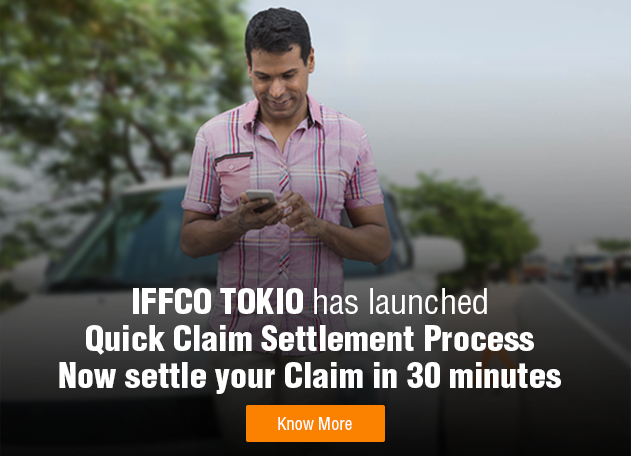 IFFCO TOKIO has launched
Quick Claim Settlement Process
Now settle your Claim in 30 minutes
Know More